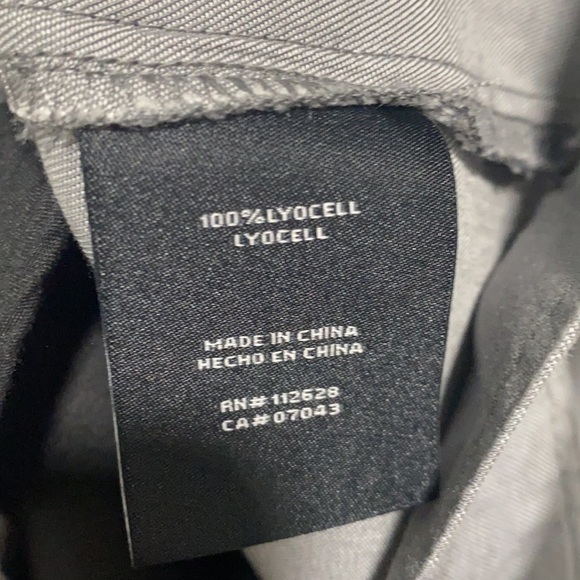 100%LYOCELL
LYOCELL
MADE IN CHINA
HECHO EN CHINA
RN#112628
CA#07043